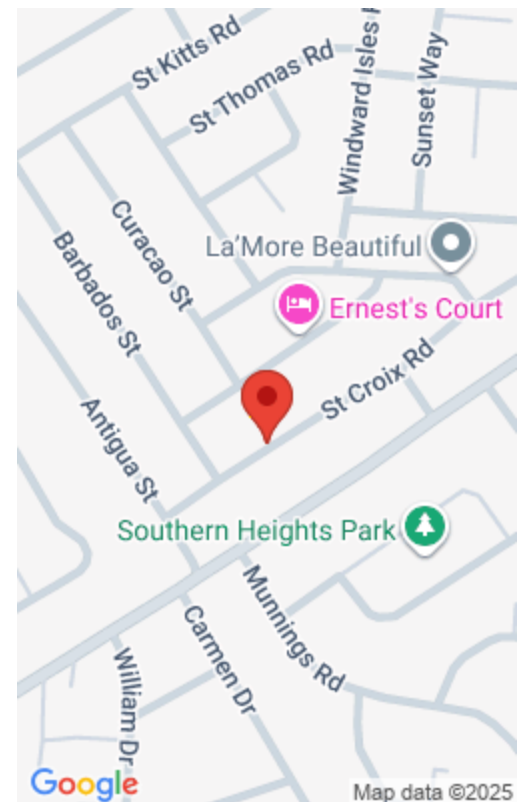 St Kitts Rd
St Thomas Rd
Windward Isles
Sunset Way
Curacao St
La'More Beautiful
Barbados St
Ernest's Court
St Croix Rd
Antigua St
Southern Heights Park
Munnings Rd
Carmen Dr
William Dr
Google
Map data ©2025